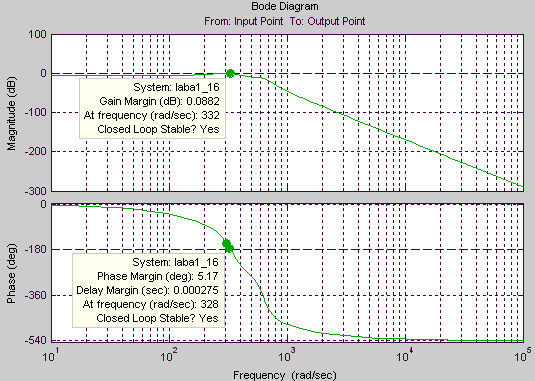 Bode Diagram
From: Input Point To: Output Point
Magnitude (dB)
100
0
-100
-200
-300
System: laba1_16
Gain Margin (dB): 0.0882
At frequency (rad/sec): 332
Closed Loop Stable? Yes
Phase (deg)
0
-180
-360
-540
System: laba1_16
Phase Margin (deg): 5.17
Delay Margin (sec): 0.000275
At frequency (rad/sec): 328
Closed Loop Stable? Yes
10^1 10^2 10^3 10^4 10^5
Frequency (rad/sec)